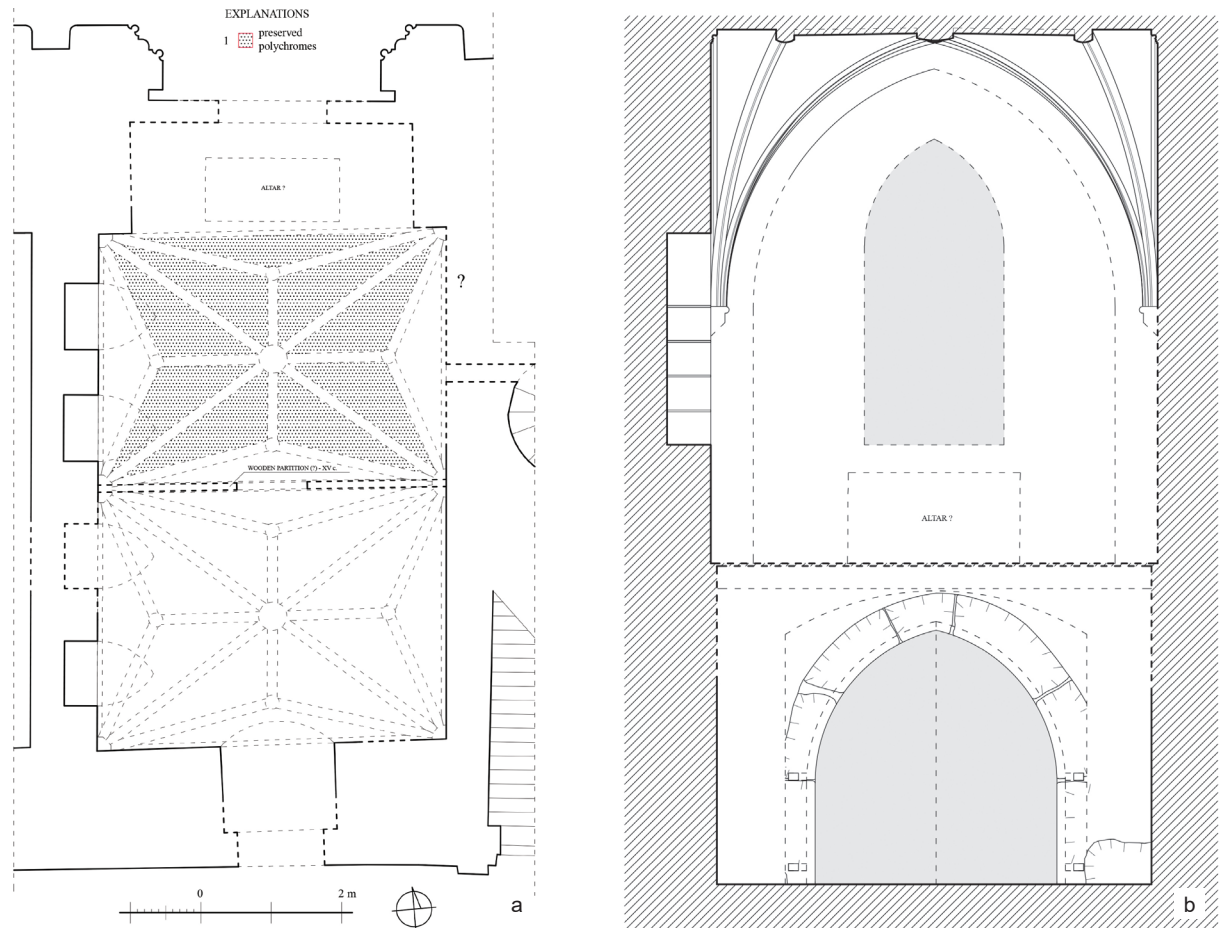 EXPLANATIONS
1 preserved
polychromes
ALTAR ?
?
WOODEN PARTITION (?) - XV c.
0 2 m
a
ALTAR ?
b